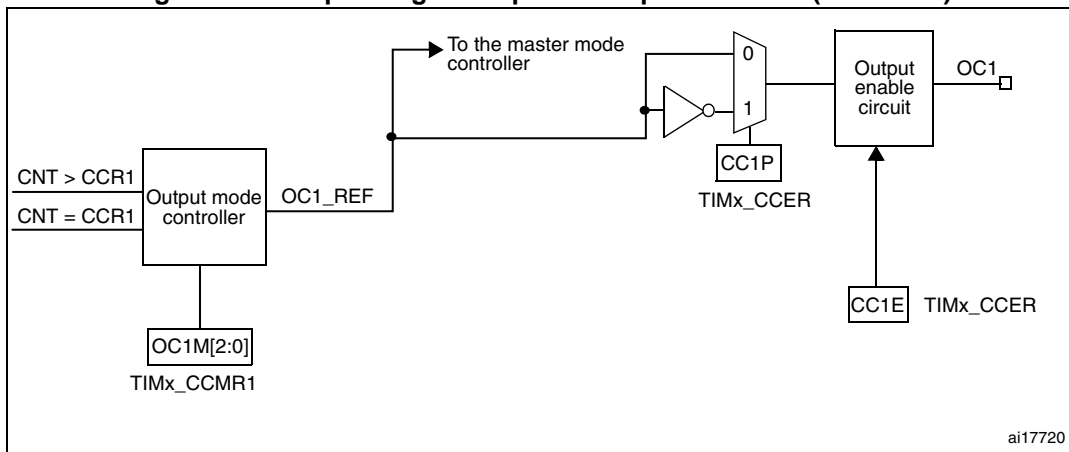 To the master mode
controller
0
1
Output
enable
circuit
OC1
CC1P
TIMx_CCER
CNT > CCR1
CNT = CCR1
Output mode
controller
OC1_REF
CC1E
TIMx_CCER
OC1M[2:0]
TIMx_CCMR1
ai17720